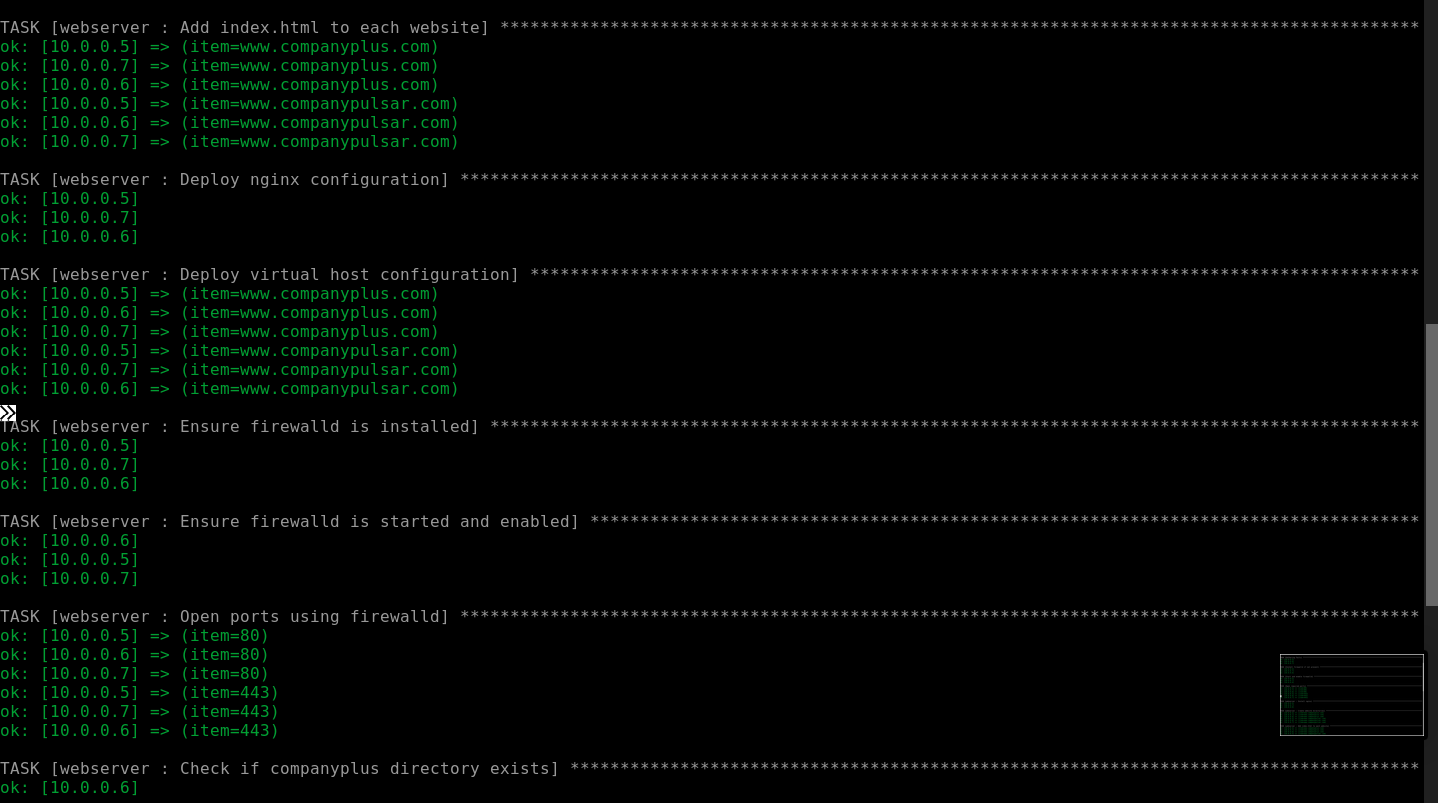 TASK [webserver : Add index.html to each website] ********************************************************************************************
ok: [10.0.0.5] => (item=www.companyplus.com)
ok: [10.0.0.7] => (item=www.companyplus.com)
ok: [10.0.0.6] => (item=www.companyplus.com)
ok: [10.0.0.5] => (item=www.companypulsar.com)
ok: [10.0.0.6] => (item=www.companypulsar.com)
ok: [10.0.0.7] => (item=www.companypulsar.com)
TASK [webserver : Deploy nginx configuration] ************************************************************************************************
ok: [10.0.0.5]
ok: [10.0.0.7]
ok: [10.0.0.6]
TASK [webserver : Deploy virtual host configuration] *****************************************************************************************
ok: [10.0.0.5] => (item=www.companyplus.com)
ok: [10.0.0.6] => (item=www.companyplus.com)
ok: [10.0.0.7] => (item=www.companyplus.com)
ok: [10.0.0.5] => (item=www.companypulsar.com)
ok: [10.0.0.7] => (item=www.companypulsar.com)
ok: [10.0.0.6] => (item=www.companypulsar.com)
TASK [webserver : Ensure firewalld is installed] *********************************************************************************************
ok: [10.0.0.5]
ok: [10.0.0.7]
ok: [10.0.0.6]
TASK [webserver : Ensure firewalld is started and enabled] ***********************************************************************************
ok: [10.0.0.6]
ok: [10.0.0.5]
ok: [10.0.0.7]
TASK [webserver : Open ports using firewalld] ************************************************************************************************
ok: [10.0.0.5] => (item=80)
ok: [10.0.0.6] => (item=80)
ok: [10.0.0.7] => (item=80)
ok: [10.0.0.5] => (item=443)
ok: [10.0.0.7] => (item=443)
ok: [10.0.0.6] => (item=443)
TASK [webserver : Check if companyplus directory exists] *************************************************************************************
ok: [10.0.0.6]